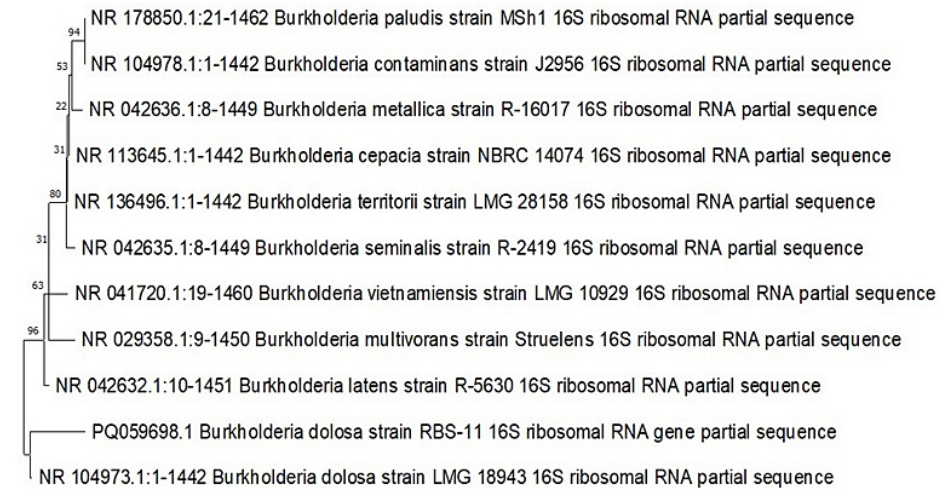 NR 178850.1:21-1462 Burkholderia paludis strain MSh1 16S ribosomal RNA partial sequence
94
53
NR 104978.1:1-1442 Burkholderia contaminans strain J2956 16S ribosomal RNA partial sequence
22
NR 042636.1:8-1449 Burkholderia metallica strain R-16017 16S ribosomal RNA partial sequence
31
NR 113645.1:1-1442 Burkholderia cepacia strain NBRC 14074 16S ribosomal RNA partial sequence
80
NR 136496.1:1-1442 Burkholderia territorii strain LMG 28158 16S ribosomal RNA partial sequence
31
NR 042635.1:8-1449 Burkholderia seminalis strain R-2419 16S ribosomal RNA partial sequence
63
NR 041720.1:19-1460 Burkholderia vietnamiensis strain LMG 10929 16S ribosomal RNA partial sequence
96
NR 029358.1:9-1450 Burkholderia multivorans strain Struelens 16S ribosomal RNA partial sequence
NR 042632.1:10-1451 Burkholderia latens strain R-5630 16S ribosomal RNA partial sequence
PQ059698.1 Burkholderia dolosa strain RBS-11 16S ribosomal RNA gene partial sequence
NR 104973.1:1-1442 Burkholderia dolosa strain LMG 18943 16S ribosomal RNA partial sequence